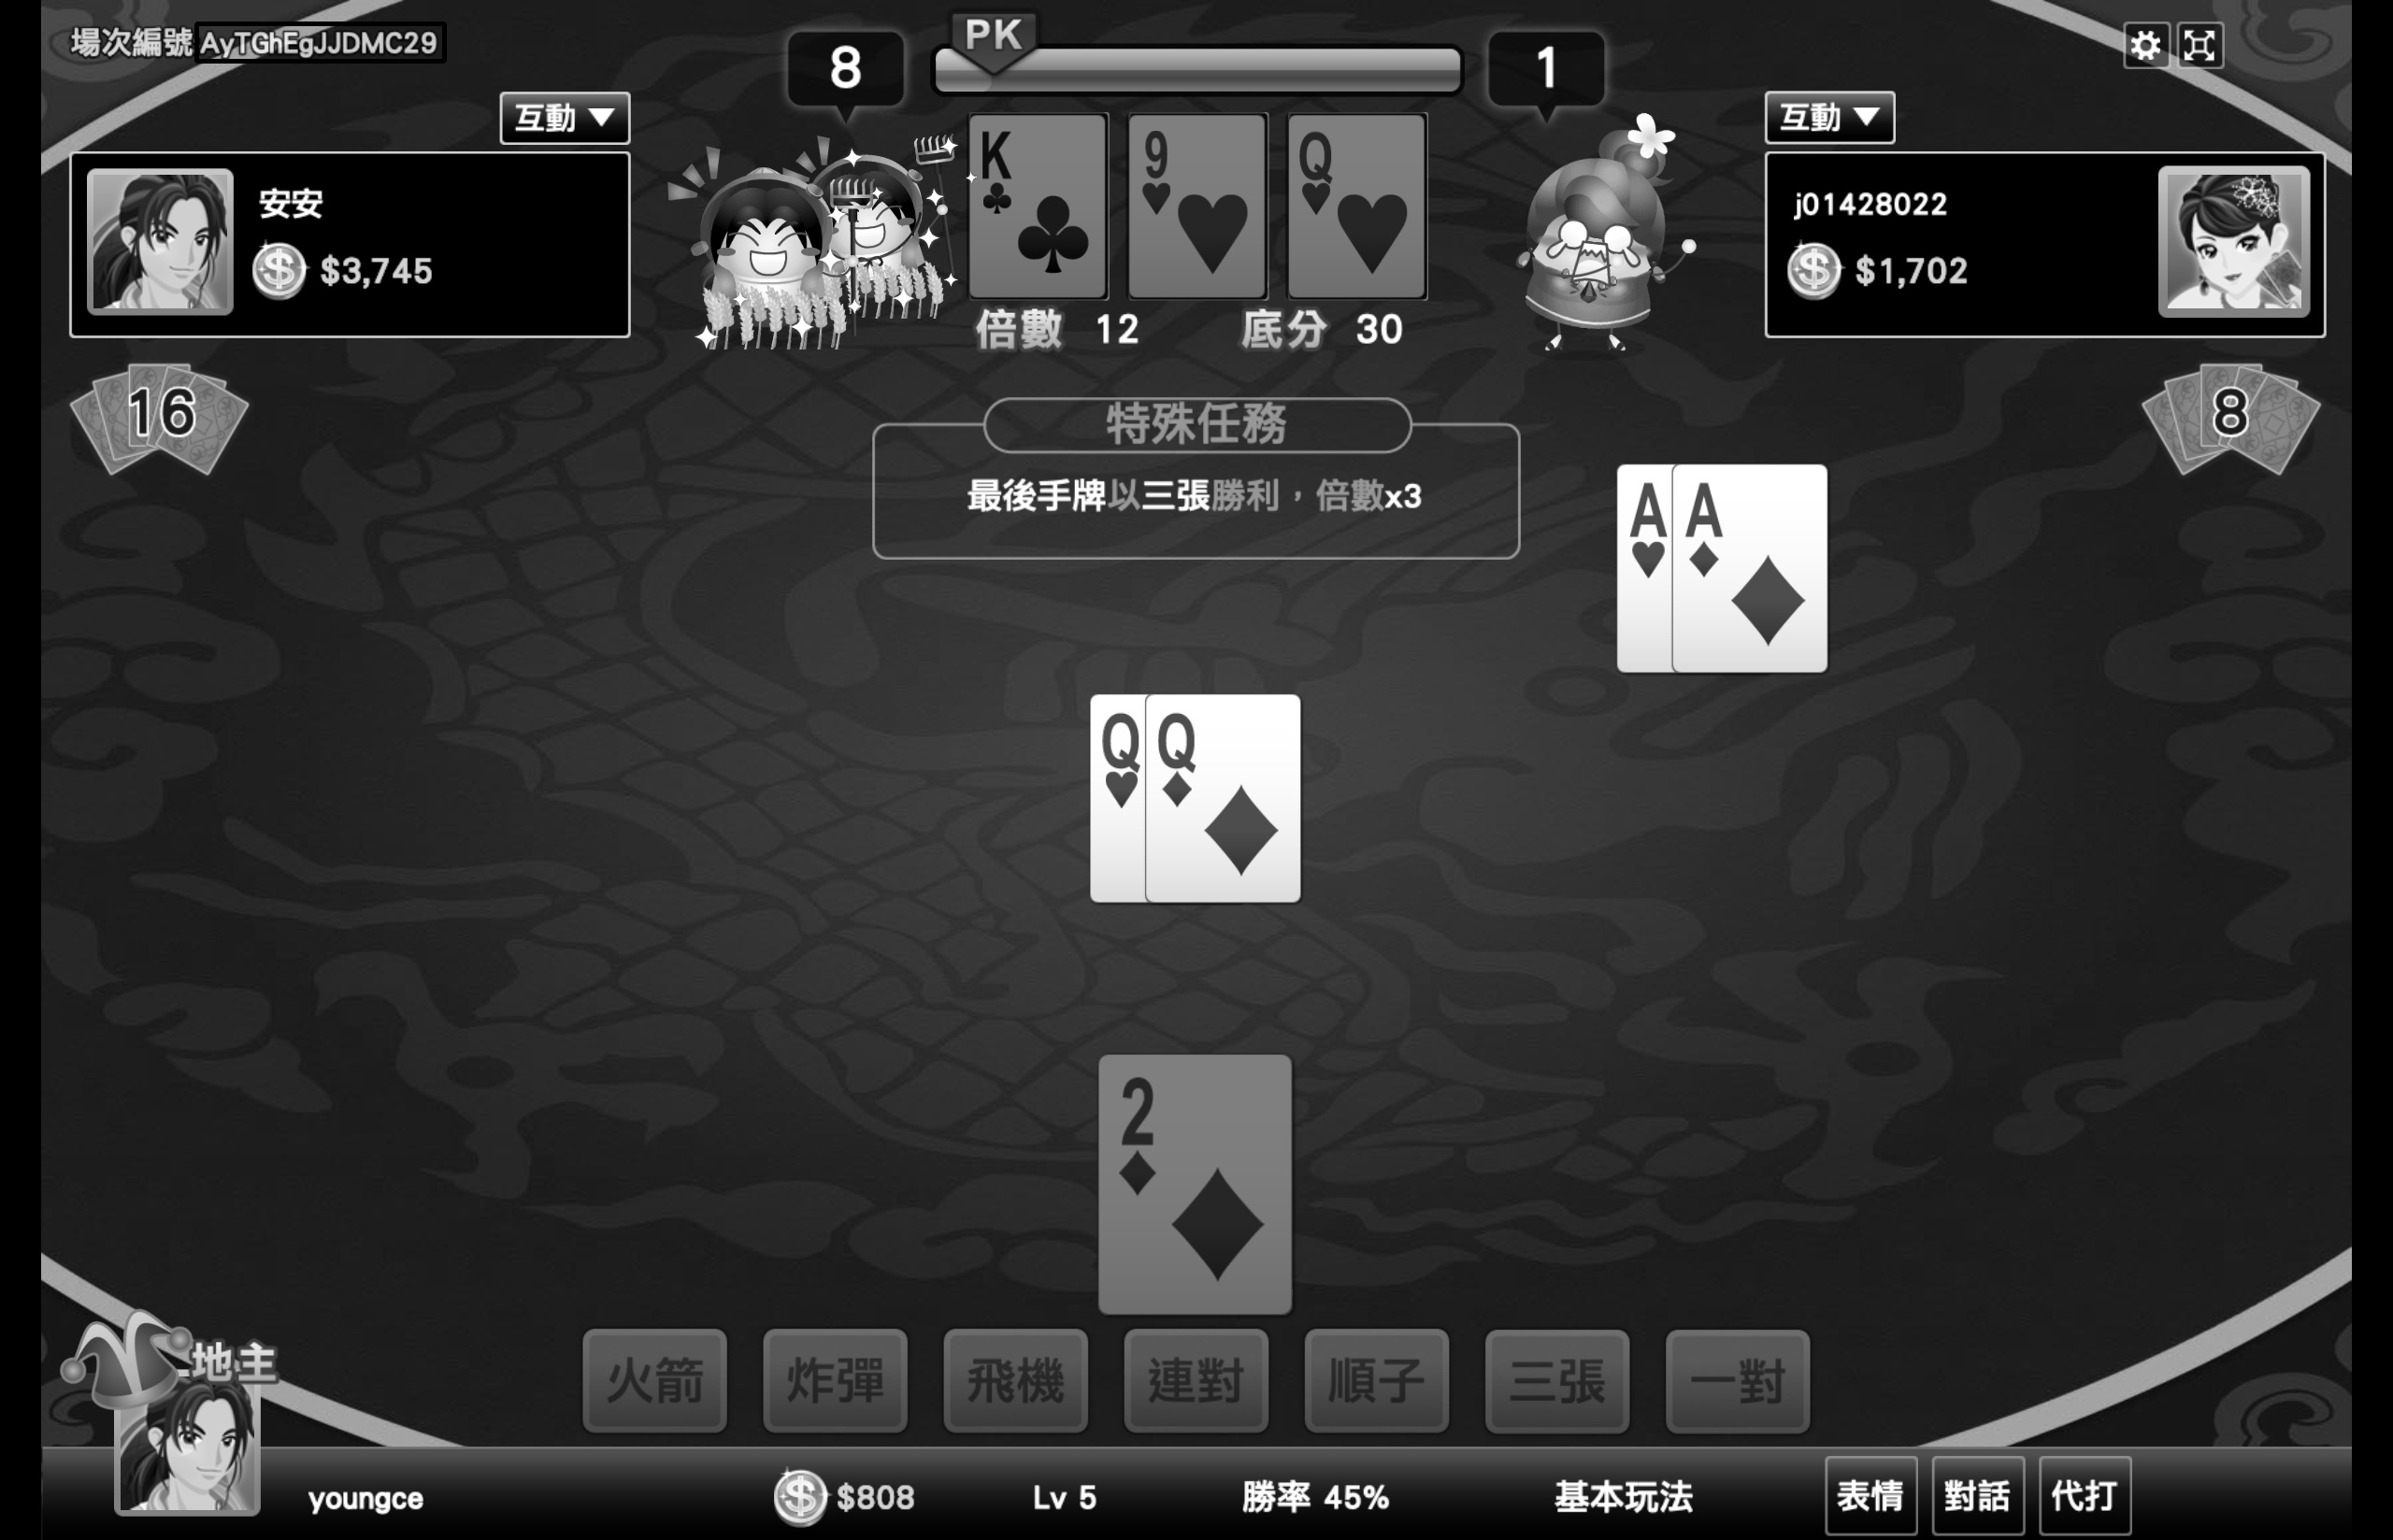 場次編號 AyTGhEgJJDMC29
8
PK
1
互動
互動
安安
$3,745
K
9
Q
j01428022
$1,702
倍數 12
底分 30
16
8
特殊任務
最後手牌以三張勝利，倍數x3
A
A
Q
Q
2
地主
火箭
炸彈
飛機
連對
順子
三張
一對
youngce
$808
Lv 5
勝率 45%
基本玩法
表情
對話
代打